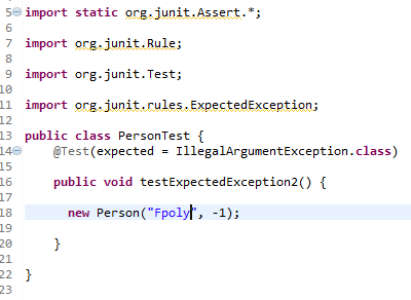 5 import static org.junit.Assert.*;
6
7 import org.junit.Rule;
8
9 import org.junit.Test;
10
11 import org.junit.rules.ExpectedException;
12
13 public class PersonTest {
14 @Test(expected = IllegalArgumentException.class)
15
16 public void testExpectedException2() {
17
18 new Person("Fpoly", -1);
19
20 }
21
22 }
23